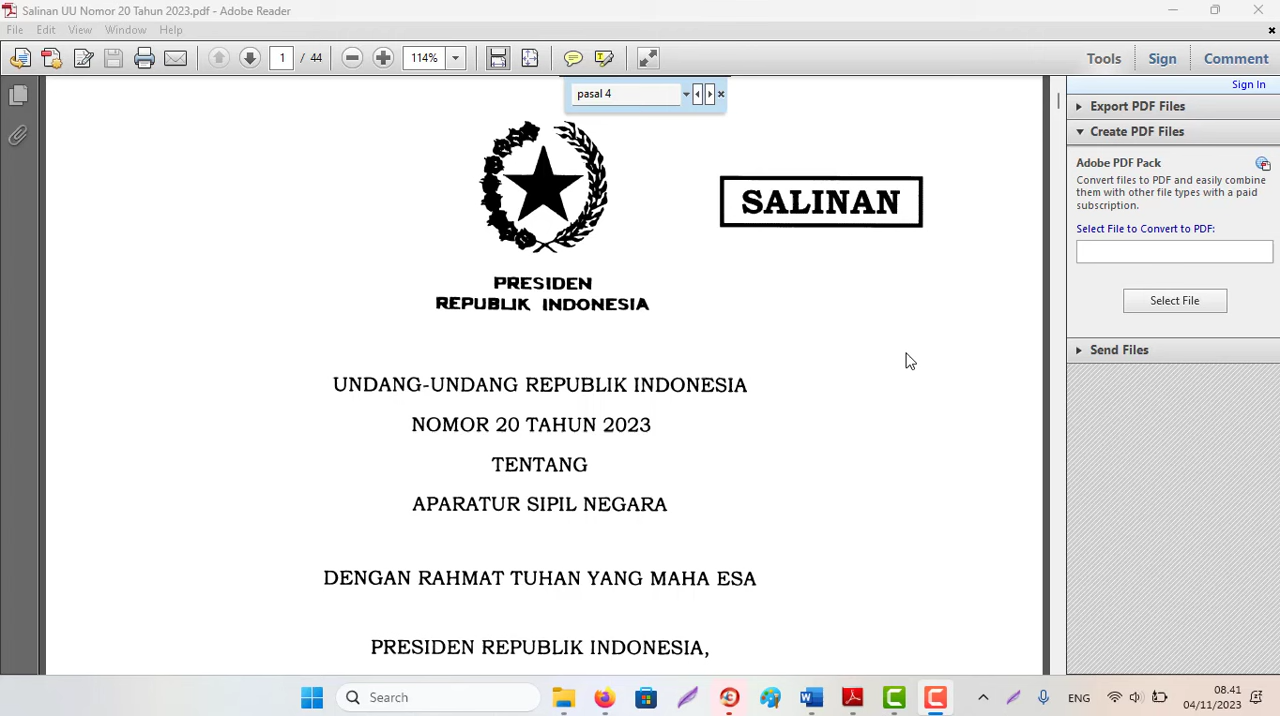 Salinan UU Nomor 20 Tahun 2023.pdf - Adobe Reader
File Edit View Window Help
1 / 44 114% Tools Sign Comment
pasal 4
Sign In
Export PDF Files
Create PDF Files
Adobe PDF Pack
Convert files to PDF and easily combine
them with other file types with a paid
subscription.
Select File to Convert to PDF:
Select File
Send Files
SALINAN
PRESIDEN
REPUBLIK INDONESIA
UNDANG-UNDANG REPUBLIK INDONESIA
NOMOR 20 TAHUN 2023
TENTANG
APARATUR SIPIL NEGARA
DENGAN RAHMAT TUHAN YANG MAHA ESA
PRESIDEN REPUBLIK INDONESIA,
Search
ENG
08.41
04/11/2023